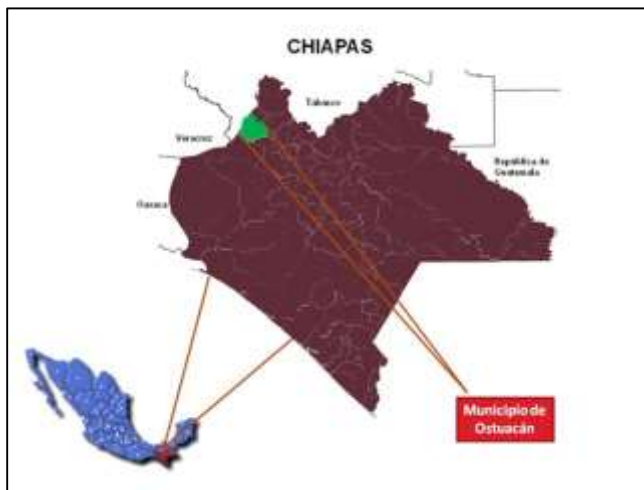 CHIAPAS
Tabasco
Veracruz
República de
Guatemala
Oaxaca
Municipio de
Ostuacán